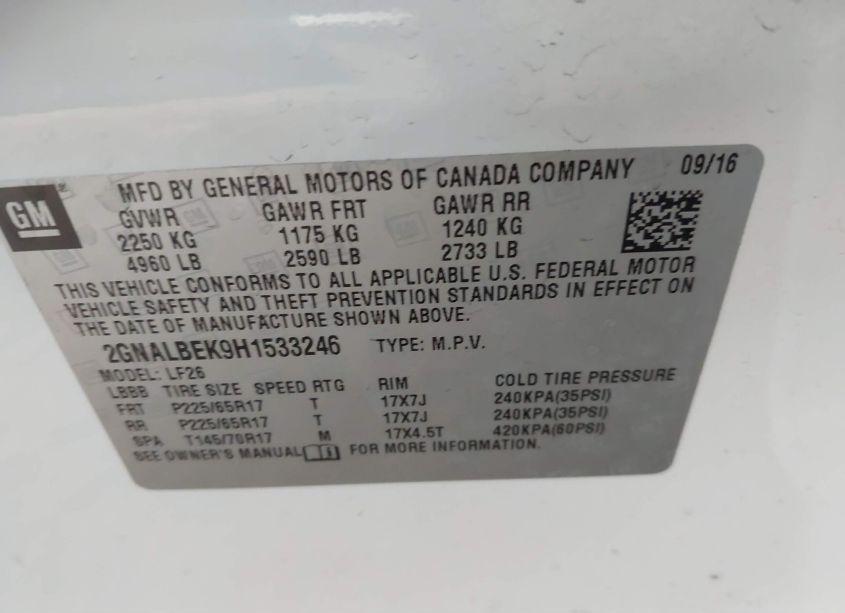 MFD BY GENERAL MOTORS OF CANADA COMPANY 09/16
GM
GVWR GAWR FRT GAWR RR
2250 KG 1175 KG 1240 KG
4960 LB 2590 LB 2733 LB
THIS VEHICLE CONFORMS TO ALL APPLICABLE U.S. FEDERAL MOTOR
VEHICLE SAFETY AND THEFT PREVENTION STANDARDS IN EFFECT ON
THE DATE OF MANUFACTURE SHOWN ABOVE.
2GNALBEK9H1533246 TYPE: M.P.V.
MODEL: LF26
LBBB TIRE SIZE SPEED RTG RIM COLD TIRE PRESSURE
FRT P225/65R17 T 17X7J 240KPA(35PSI)
RR P225/65R17 T 17X7J 240KPA(35PSI)
SPA T145/70R17 M 17X4.5T 420KPA(60PSI)
SEE OWNER'S MANUAL FOR MORE INFORMATION.